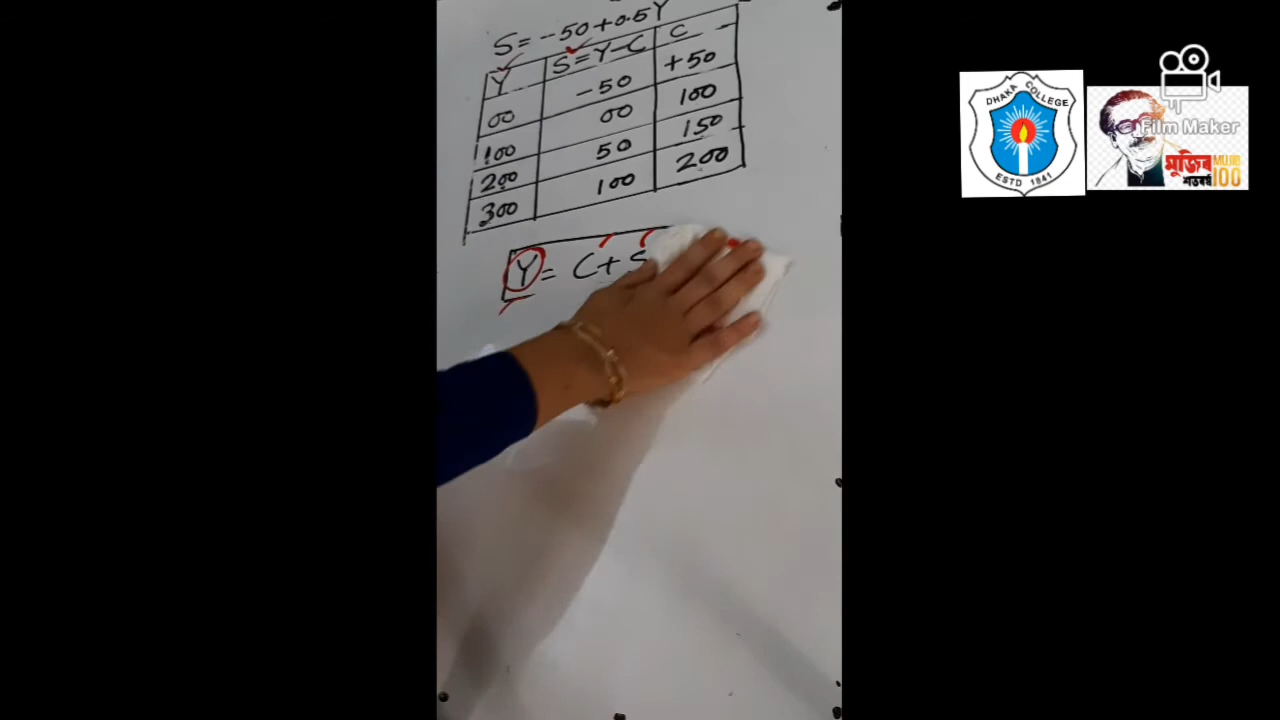 S = -50+0.5Y
Y S=Y-C C
00 -50 +50
100 00 100
200 50 150
300 100 200
Y = C + S
DHAKA COLLEGE
ESTD 1841
Film Maker
মুজিব MUJIB
শতবর্ষ 100